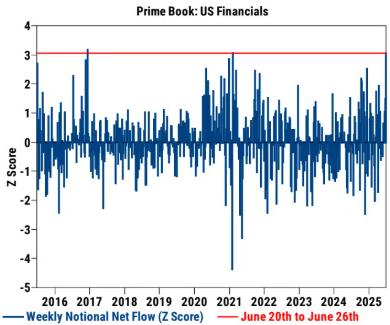 Prime Book: US Financials
4
3
2
1
0
-1
-2
-3
-4
-5
Z Score
2016 2017 2018 2019 2020 2021 2022 2023 2024 2025
Weekly Notional Net Flow (Z Score) June 20th to June 26th